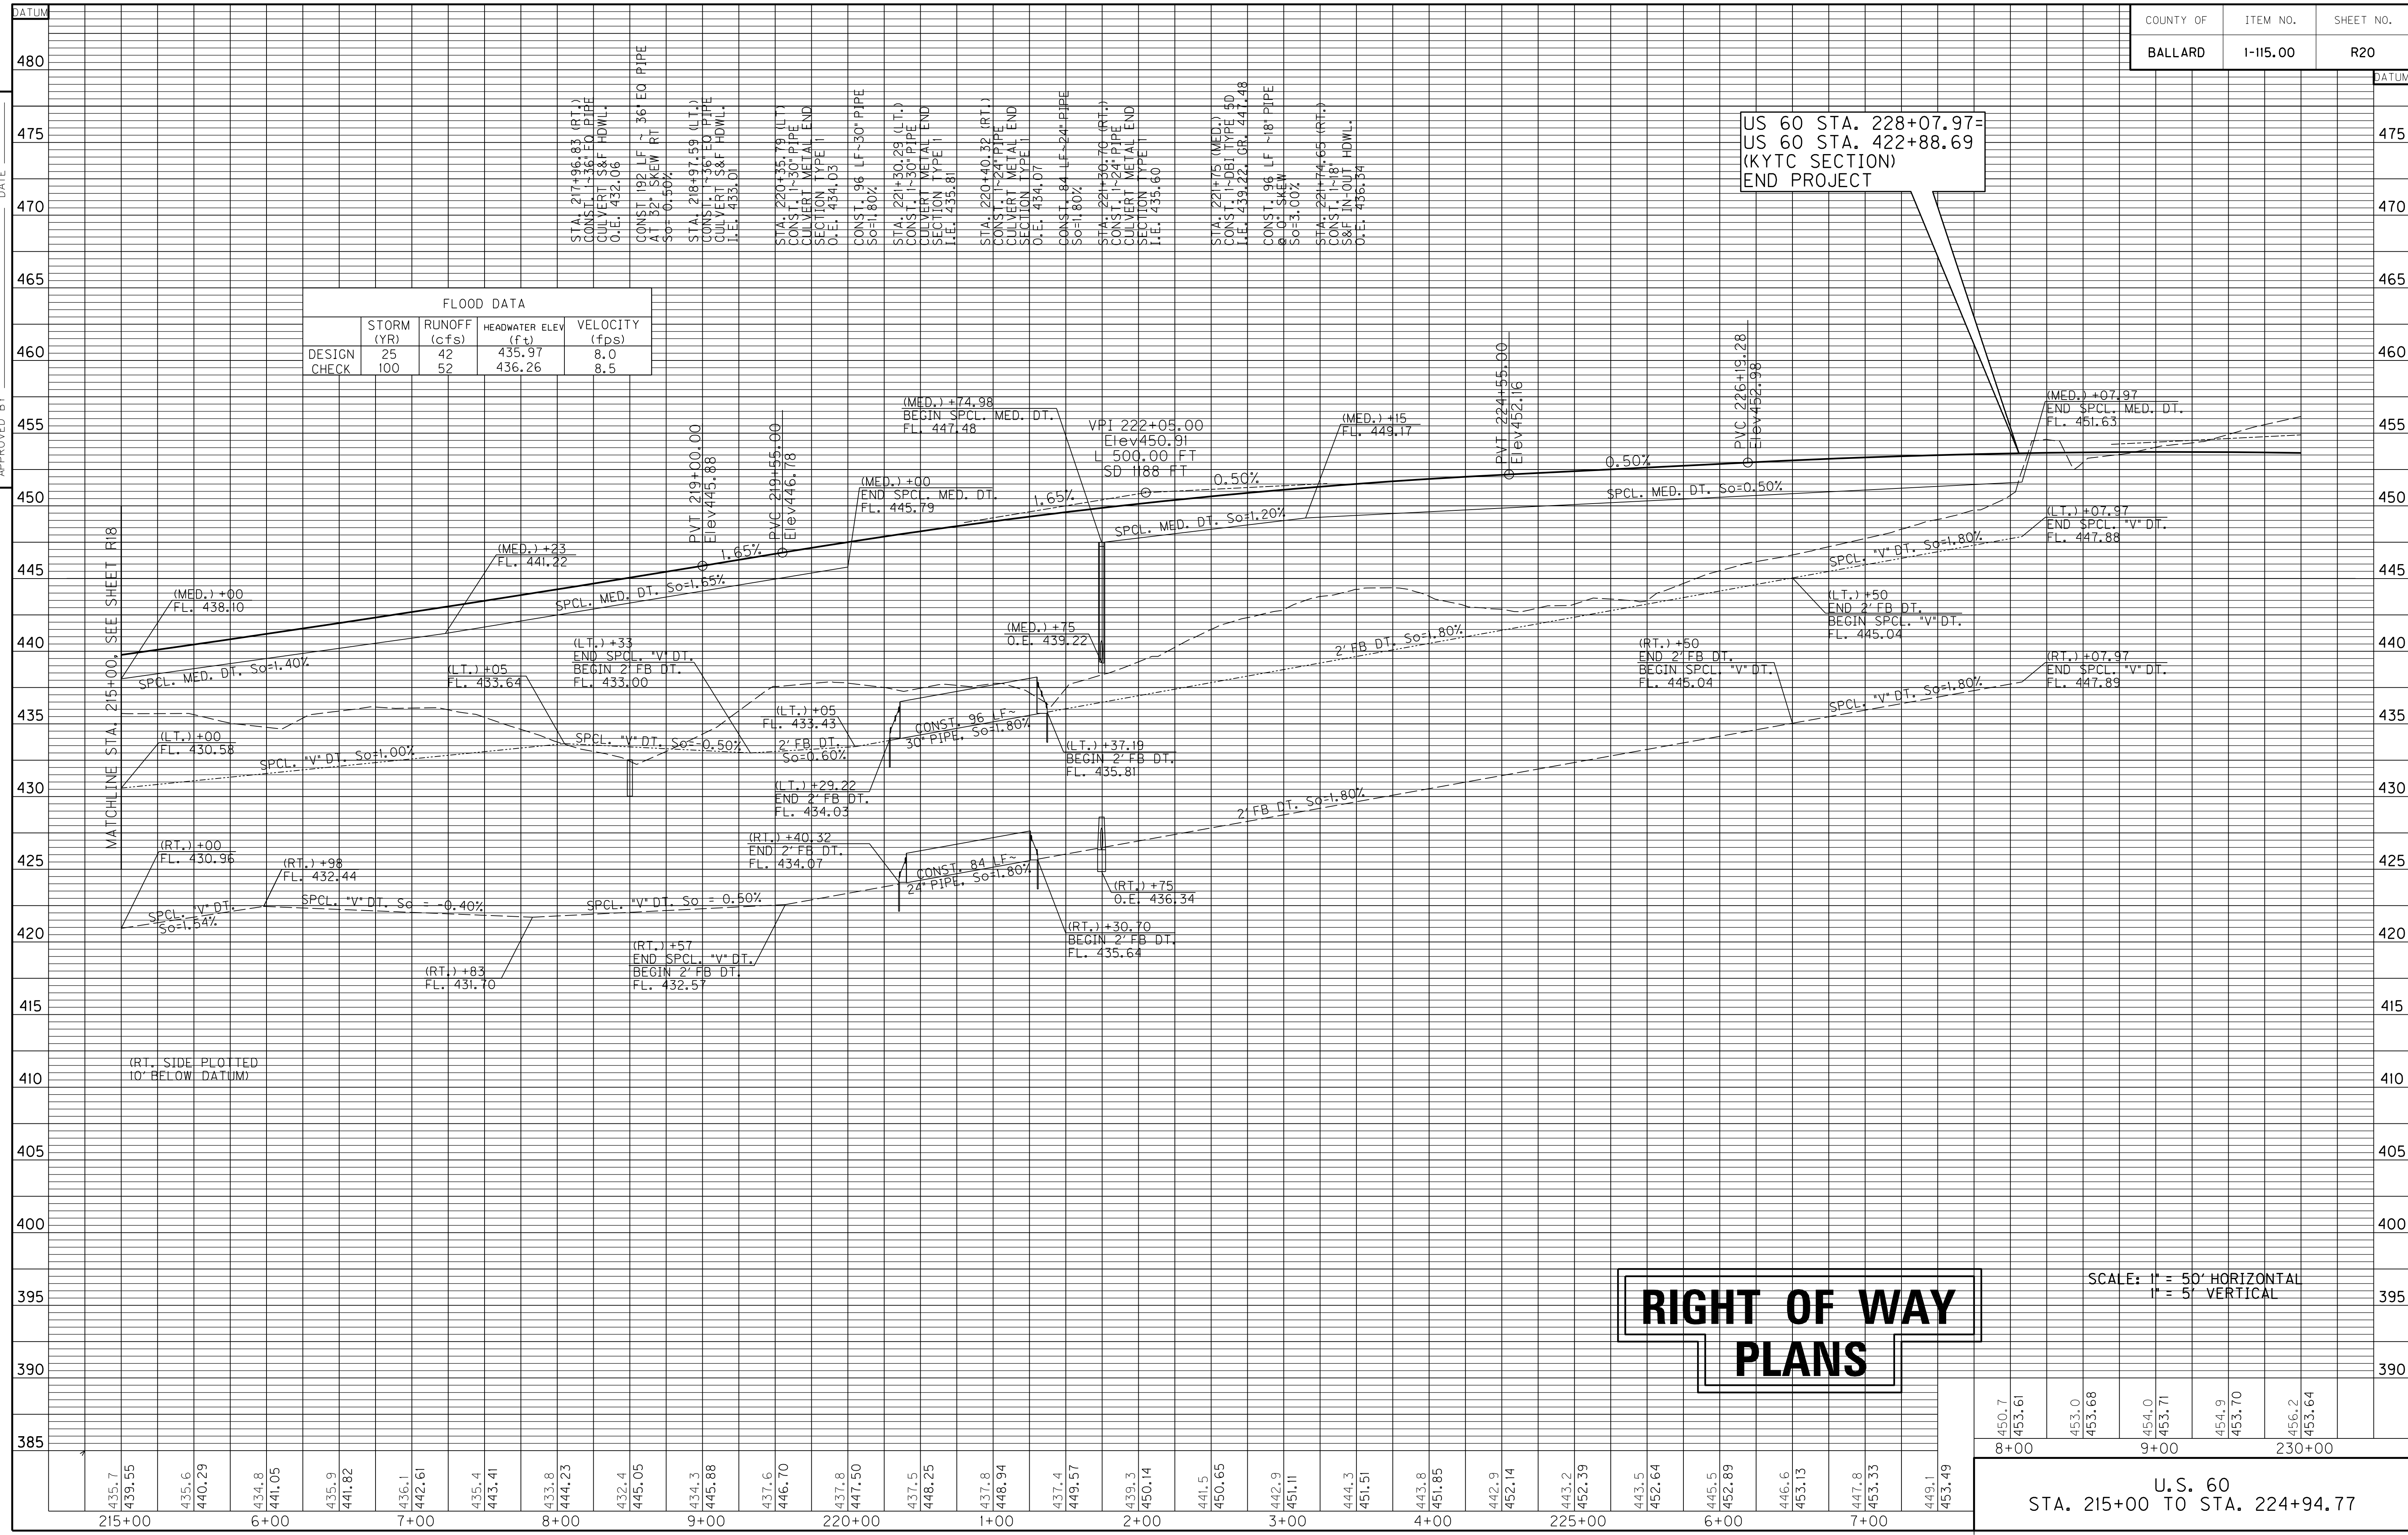 DATUM
COUNTY OF
ITEM NO.
SHEET NO.
BALLARD
1-115.00
R20
DATUM
480
475
470
465
460
455
450
445
440
435
430
425
420
415
410
405
400
395
390
385
475
470
465
460
455
450
445
440
435
430
425
420
415
410
405
400
395
390
APPROVED BY
DATE
STA. 217+96.83 (RT.)
CONST. 1~36" EQ PIPE
CULVERT S&F HDWL.
O.E. 432.06
CONST 192 LF ~ 36" EQ PIPE
AT 32° SKEW RT
So= 0.50%
STA. 218+97.59 (LT.)
CONST. 1~36" EQ PIPE
CULVERT S&F HDWL.
I.E. 433.01
STA. 220+35.79 (LT.)
CONST. 1~30" PIPE
CULVERT METAL END
SECTION TYPE 1
O.E. 434.03
CONST. 96 LF~30" PIPE
So=1.80%
STA. 221+30.29 (LT.)
CONST. 1~30" PIPE
CULVERT METAL END
SECTION TYPE 1
I.E. 435.81
STA. 220+40.32 (RT.)
CONST. 1~24" PIPE
CULVERT METAL END
SECTION TYPE 1
O.E. 434.07
CONST. 84 LF~24" PIPE
So=1.80%
STA. 221+30.70 (RT.)
CONST. 1~24" PIPE
CULVERT METAL END
SECTION TYPE 1
I.E. 435.60
STA. 221+75 (MED.)
CONST. 1~DBI TYPE 5D
I.E. 439.22, GR. 447.48
CONST. 96 LF ~18" PIPE
@ 0° SKEW
So=3.00%
STA. 221+74.65 (RT.)
CONST. 1~18"
S&F IN-OUT HDWL.
O.E. 436.34
US 60 STA. 228+07.97=
US 60 STA. 422+88.69
(KYTC SECTION)
END PROJECT
FLOOD DATA
STORM (YR)
RUNOFF (cfs)
HEADWATER ELEV (ft)
VELOCITY (fps)
DESIGN 25 42 435.97 8.0
CHECK 100 52 436.26 8.5
MATCHLINE STA. 215+00, SEE SHEET R18
PVT 219+00.00
Elev445.88
PVC 219+55.00
Elev446.78
VPI 222+05.00
Elev450.91
L 500.00 FT
SD 1188 FT
PVT 224+55.00
Elev452.16
PVC 226+19.28
Elev452.98
1.65%
1.65%
0.50%
0.50%
(MED.) +00
FL. 438.10
(MED.) +23
FL. 441.22
(MED.) +00
END SPCL. MED. DT.
FL. 445.79
(MED.) +74.98
BEGIN SPCL. MED. DT.
FL. 447.48
(MED.) +15
FL. 449.17
(MED.) +07.97
END SPCL. MED. DT.
FL. 451.63
SPCL. MED. DT. So=1.40%
SPCL. MED. DT. So=1.65%
SPCL. MED. DT. So=1.20%
SPCL. MED. DT. So=0.50%
(MED.) +75
O.E. 439.22
(LT.) +00
FL. 430.58
SPCL. "V" DT. So=1.00%
(LT.) +05
FL. 433.64
(LT.) +33
END SPCL. "V" DT.
BEGIN 2' FB DT.
FL. 433.00
SPCL. "V" DT. So=-0.50%
(LT.) +05
FL. 433.43
2' FB DT.
So=0.60%
(LT.) +29.22
END 2' FB DT.
FL. 434.03
CONST. 96 LF~
30" PIPE, So=1.80%
(LT.) +37.19
BEGIN 2' FB DT.
FL. 435.81
2' FB DT. So=1.80%
(LT.) +50
END 2' FB DT.
BEGIN SPCL. "V" DT.
FL. 445.04
SPCL. "V" DT. So=1.80%
(LT.) +07.97
END SPCL. "V" DT.
FL. 447.88
(RT.) +00
FL. 430.96
SPCL. "V" DT.
So=1.54%
(RT.) +98
FL. 432.44
SPCL. "V" DT. So = -0.40%
(RT.) +83
FL. 431.70
SPCL. "V" DT. So = 0.50%
(RT.) +57
END SPCL. "V" DT.
BEGIN 2' FB DT.
FL. 432.57
(RT.) +40.32
END 2' FB DT.
FL. 434.07
CONST. 84 LF~
24" PIPE, So=1.80%
(RT.) +30.70
BEGIN 2' FB DT.
FL. 435.64
(RT.) +75
O.E. 436.34
2' FB DT. So=1.80%
(RT.) +50
END 2' FB DT.
BEGIN SPCL. "V" DT.
FL. 445.04
SPCL. "V" DT. So=1.80%
(RT.) +07.97
END SPCL. "V" DT.
FL. 447.89
(RT. SIDE PLOTTED
10' BELOW DATUM)
RIGHT OF WAY
PLANS
SCALE: 1" = 50' HORIZONTAL
1" = 5' VERTICAL
435.7 439.55
435.6 440.29
434.8 441.05
435.9 441.82
436.1 442.61
435.4 443.41
433.8 444.23
432.4 445.05
434.3 445.88
437.6 446.70
437.8 447.50
437.5 448.25
437.8 448.94
437.4 449.57
439.3 450.14
441.5 450.65
442.9 451.11
444.3 451.51
443.8 451.85
442.9 452.14
443.2 452.39
443.5 452.64
445.5 452.89
446.6 453.13
447.8 453.33
449.1 453.49
450.7 453.61
453.0 453.68
454.0 453.71
454.9 453.70
456.2 453.64
8+00 9+00 230+00
215+00 6+00 7+00 8+00 9+00 220+00 1+00 2+00 3+00 4+00 225+00 6+00 7+00
U.S. 60
STA. 215+00 TO STA. 224+94.77